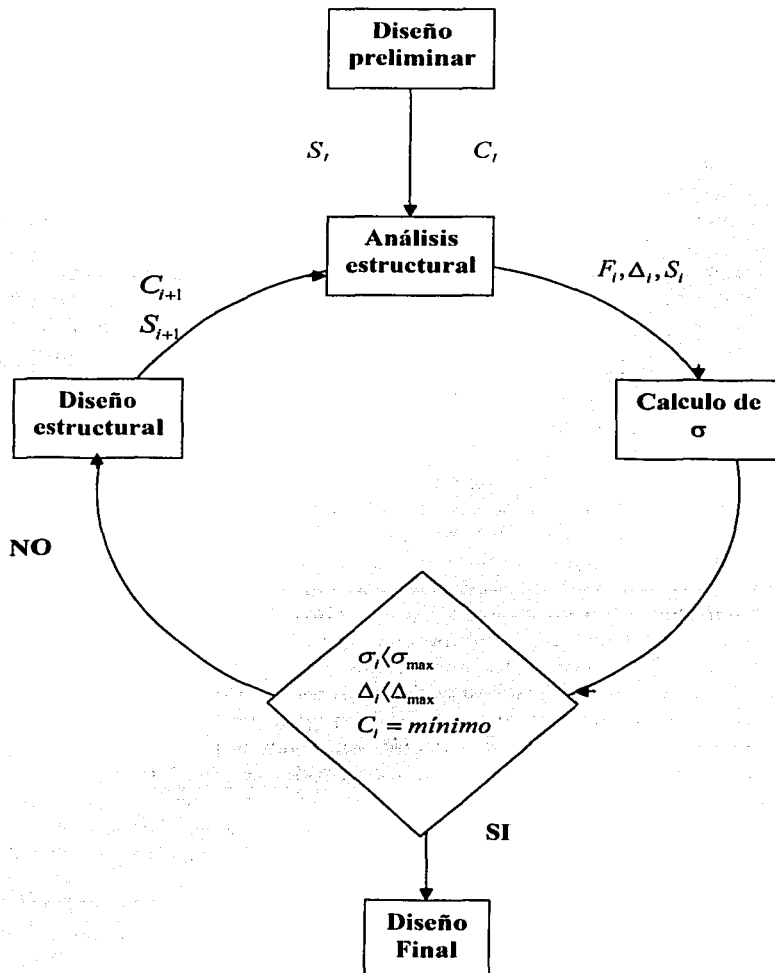 Diseño
preliminar
S_i
C_i
Análisis
estructural
F_i, Δ_i, S_i
C_{i+1}
S_{i+1}
Diseño
estructural
Calculo de
σ
NO
σ_i⟨σ_max
Δ_i⟨Δ_max
C_i = mínimo
SI
Diseño
Final